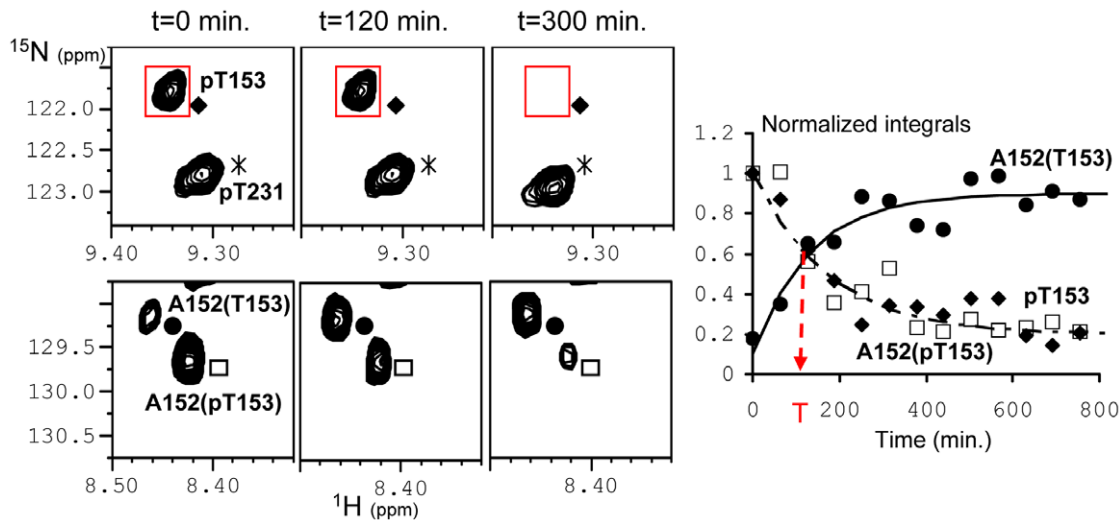 t=0 min.
t=120 min.
t=300 min.
15N (ppm)
pT153
122.0
122.5
pT231
123.0
9.40
9.30
9.30
9.30
A152(T153)
129.5
130.0
A152(pT153)
130.5
8.50
8.40
8.40
8.40
1H (ppm)
Normalized integrals
1.2
A152(T153)
1
0.8
0.6
0.4
pT153
0.2
A152(pT153)
0
0
200
400
600
800
T
Time (min.)